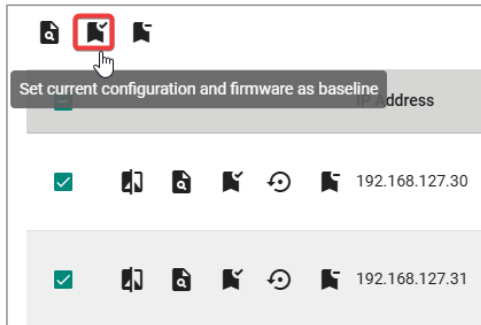 Set current configuration and firmware as baseline
IP Address
192.168.127.30
192.168.127.31